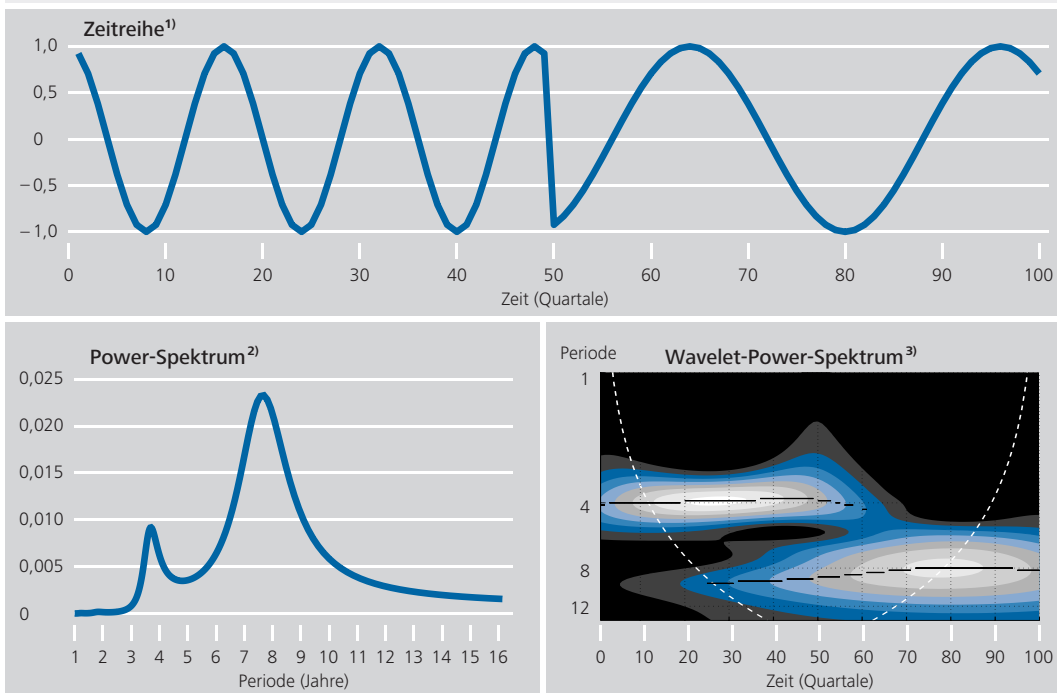 Zeitreihe¹⁾
1,0
0,5
0
−0,5
−1,0
0 10 20 30 40 50 60 70 80 90 100
Zeit (Quartale)
Power-Spektrum²⁾
0,025
0,020
0,015
0,010
0,005
0
1 2 3 4 5 6 7 8 9 10 11 12 13 14 15 16
Periode (Jahre)
Periode Wavelet-Power-Spektrum³⁾
1
4
8
12
0 10 20 30 40 50 60 70 80 90 100
Zeit (Quartale)